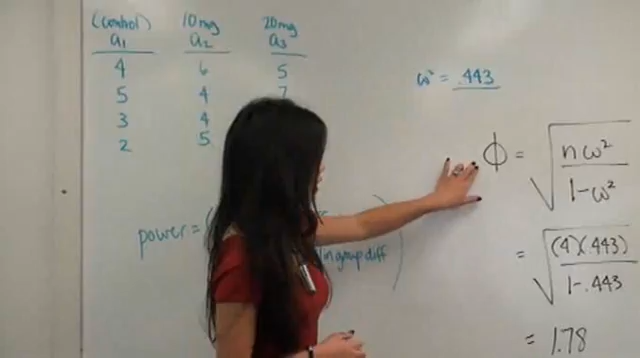 (control) 10mg 20mg
a₁ a₂ a₃
4 6 5
5 4 7
3 4
2 5
power = (
in group diff )
ω² = .443
ϕ = √(nω² / 1-ω²)
= √((4)(.443) / 1-.443)
= 1.78